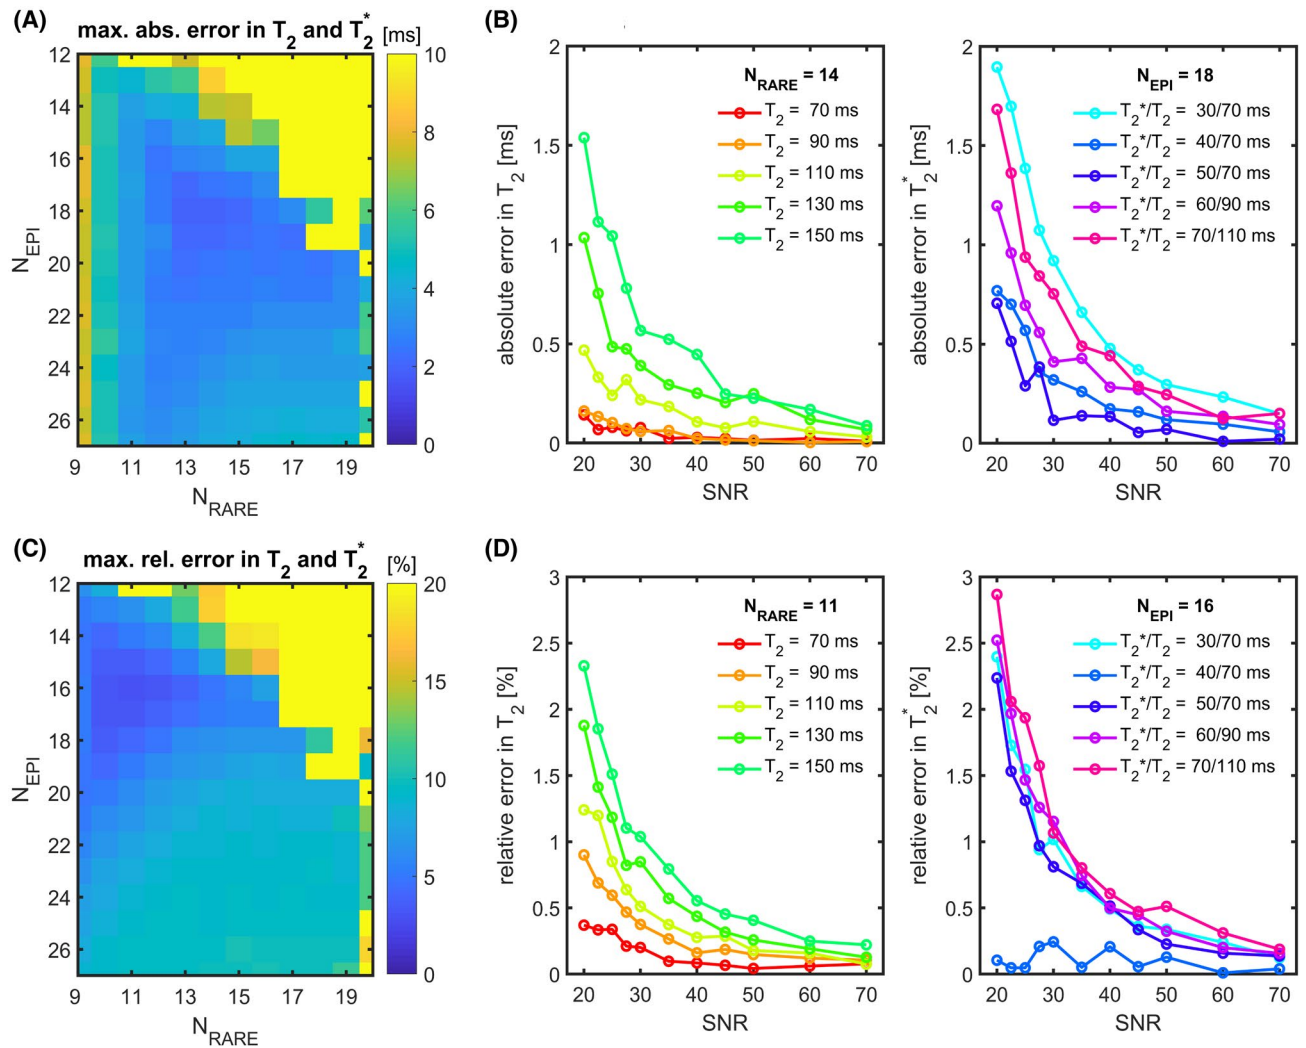 (A)
max. abs. error in T2 and T2* [ms]
12
14
16
18
20
22
24
26
NEPI
9 11 13 15 17 19
NRARE
10
8
6
4
2
0
(B)
absolute error in T2 [ms]
2
1.5
1
0.5
0
20 30 40 50 60 70
SNR
NRARE = 14
T2 = 70 ms
T2 = 90 ms
T2 = 110 ms
T2 = 130 ms
T2 = 150 ms
absolute error in T2* [ms]
2
1.5
1
0.5
0
20 30 40 50 60 70
SNR
NEPI = 18
T2*/T2 = 30/70 ms
T2*/T2 = 40/70 ms
T2*/T2 = 50/70 ms
T2*/T2 = 60/90 ms
T2*/T2 = 70/110 ms
(C)
max. rel. error in T2 and T2* [%]
12
14
16
18
20
22
24
26
NEPI
9 11 13 15 17 19
NRARE
20
15
10
5
0
(D)
relative error in T2 [%]
3
2.5
2
1.5
1
0.5
0
20 30 40 50 60 70
SNR
NRARE = 11
T2 = 70 ms
T2 = 90 ms
T2 = 110 ms
T2 = 130 ms
T2 = 150 ms
relative error in T2* [%]
3
2.5
2
1.5
1
0.5
0
20 30 40 50 60 70
SNR
NEPI = 16
T2*/T2 = 30/70 ms
T2*/T2 = 40/70 ms
T2*/T2 = 50/70 ms
T2*/T2 = 60/90 ms
T2*/T2 = 70/110 ms